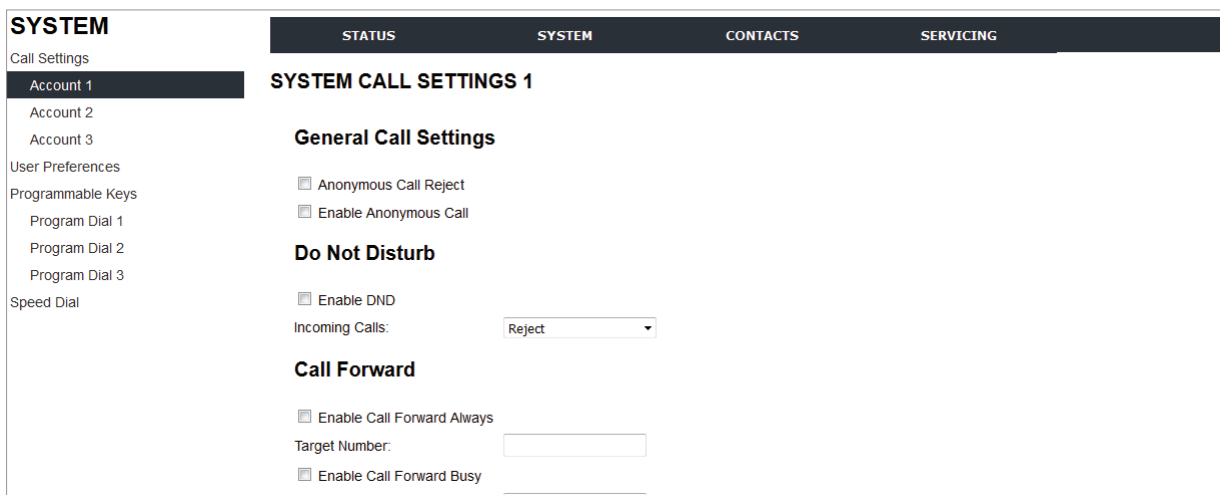 SYSTEM
Call Settings
Account 1
Account 2
Account 3
User Preferences
Programmable Keys
Program Dial 1
Program Dial 2
Program Dial 3
Speed Dial
STATUS SYSTEM CONTACTS SERVICING
SYSTEM CALL SETTINGS 1
General Call Settings
Anonymous Call Reject
Enable Anonymous Call
Do Not Disturb
Enable DND
Incoming Calls: Reject
Call Forward
Enable Call Forward Always
Target Number:
Enable Call Forward Busy